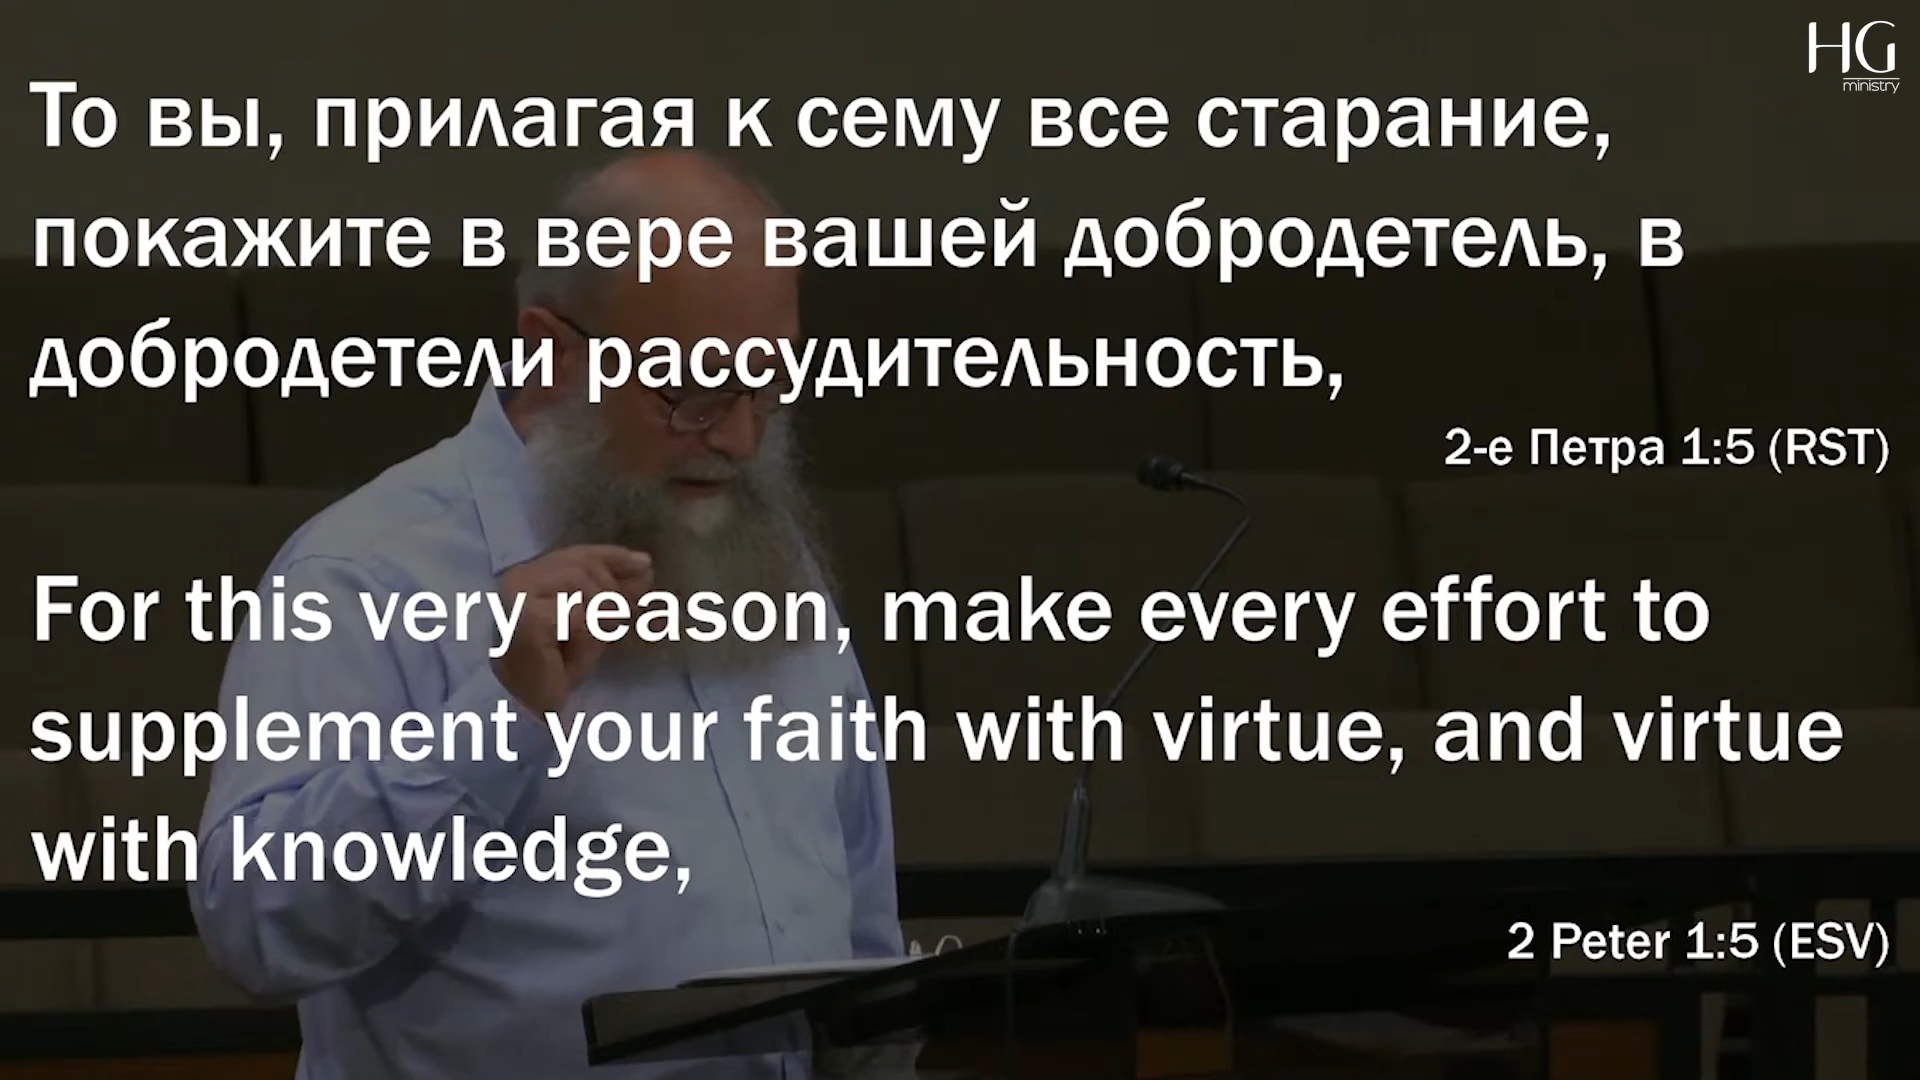 HG
ministry
То вы, прилагая к сему все старание,
покажите в вере вашей добродетель, в
добродетели рассудительность,
2-е Петра 1:5 (RST)
For this very reason, make every effort to
supplement your faith with virtue, and virtue
with knowledge,
2 Peter 1:5 (ESV)